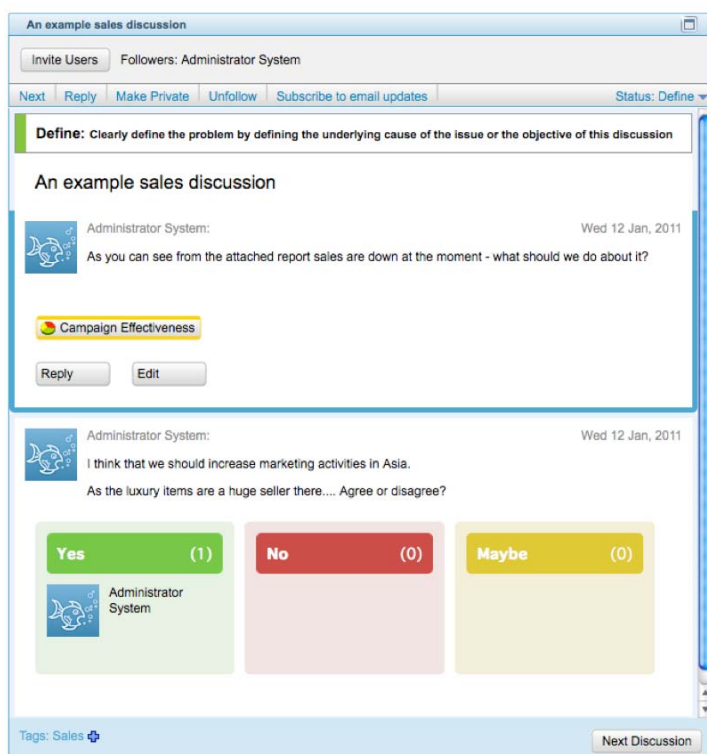 An example sales discussion
Invite Users Followers: Administrator System
Next Reply Make Private Unfollow Subscribe to email updates Status: Define
Define: Clearly define the problem by defining the underlying cause of the issue or the objective of this discussion
An example sales discussion
Administrator System: Wed 12 Jan, 2011
As you can see from the attached report sales are down at the moment - what should we do about it?
Campaign Effectiveness
Reply Edit
Administrator System: Wed 12 Jan, 2011
I think that we should increase marketing activities in Asia.
As the luxury items are a huge seller there.... Agree or disagree?
Yes (1) No (0) Maybe (0)
Administrator
System
Tags: Sales
Next Discussion